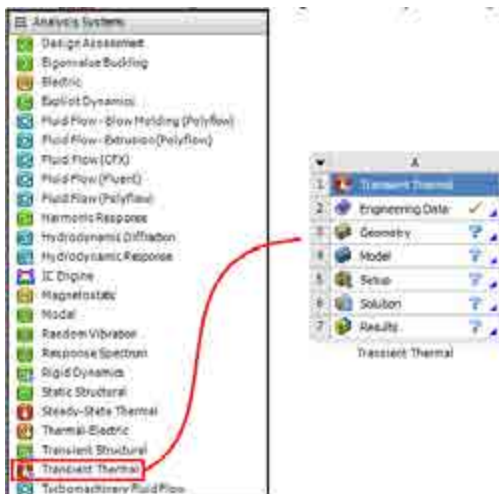 Analysis Systems
Design Assessment
Eigenvalue Buckling
Electric
Explicit Dynamics
Fluid Flow - Blow Molding (Polyflow)
Fluid Flow - Extrusion (Polyflow)
Fluid Flow (CFX)
Fluid Flow (Fluent)
Fluid Flow (Polyflow)
Harmonic Response
Hydrodynamic Diffraction
Hydrodynamic Response
IC Engine
Magnetostatic
Modal
Random Vibration
Response Spectrum
Rigid Dynamics
Static Structural
Steady-State Thermal
Thermal-Electric
Transient Structural
Transient Thermal
Turbomachinery Fluid Flow
A
1 Transient Thermal
2 Engineering Data
3 Geometry
4 Model
5 Setup
6 Solution
7 Results
Transient Thermal